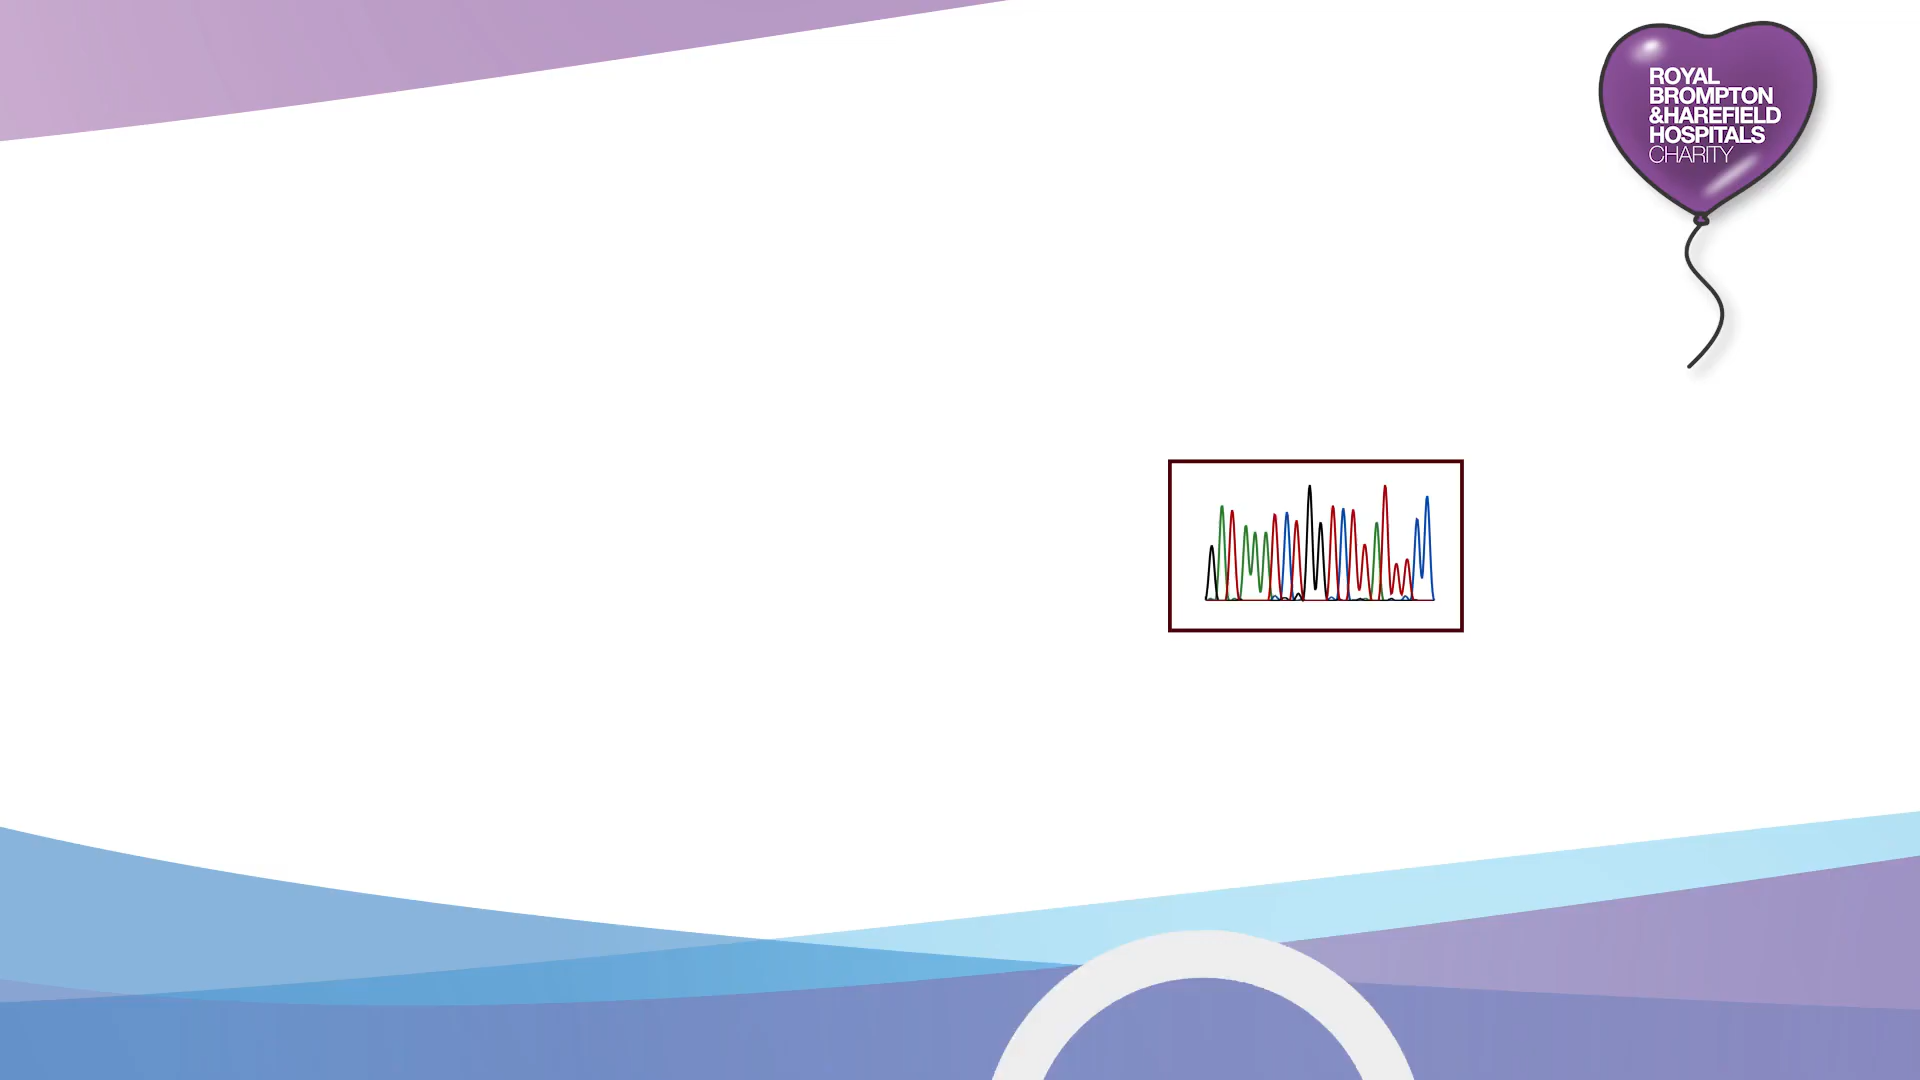 ROYAL
BROMPTON
&HAREFIELD
HOSPITALS
CHARITY